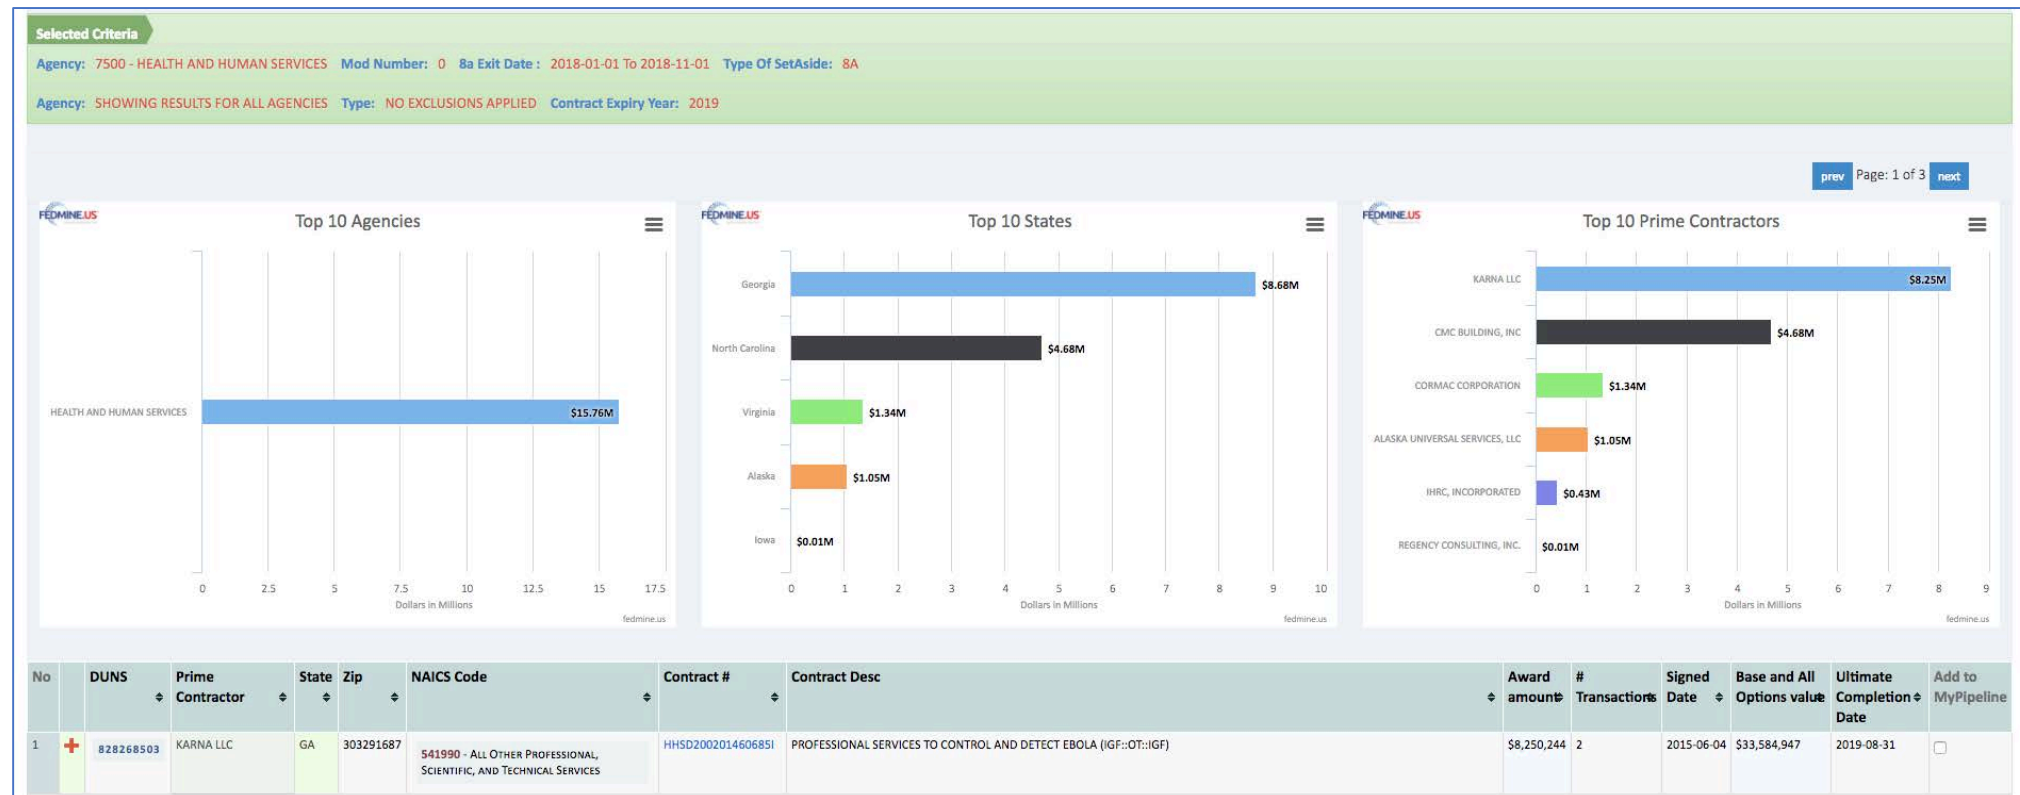 Selected Criteria
Agency: 7500 - HEALTH AND HUMAN SERVICES Mod Number: 0 8a Exit Date : 2018-01-01 To 2018-11-01 Type Of SetAside: 8A
Agency: SHOWING RESULTS FOR ALL AGENCIES Type: NO EXCLUSIONS APPLIED Contract Expiry Year: 2019
prev Page: 1 of 3 next
FEDMINE.US
Top 10 Agencies
HEALTH AND HUMAN SERVICES
$15.76M
0 2.5 5 7.5 10 12.5 15 17.5
Dollars in Millions
fedmine.us
FEDMINE.US
Top 10 States
Georgia $8.68M
North Carolina $4.68M
Virginia $1.34M
Alaska $1.05M
Iowa $0.01M
0 1 2 3 4 5 6 7 8 9 10
Dollars in Millions
fedmine.us
FEDMINE.US
Top 10 Prime Contractors
KARNA LLC $8.25M
CMC BUILDING, INC $4.68M
CORMAC CORPORATION $1.34M
ALASKA UNIVERSAL SERVICES, LLC $1.05M
IHRC, INCORPORATED $0.43M
REGENCY CONSULTING, INC. $0.01M
0 1 2 3 4 5 6 7 8 9
Dollars in Millions
fedmine.us
No DUNS Prime State Zip NAICS Code Contract # Contract Desc Award # Signed Base and All Ultimate Add to
Contractor amount Transactions Date Options value Completion MyPipeline
Date
1 828268503 KARNA LLC GA 303291687 541990 - ALL OTHER PROFESSIONAL, HHSD200201460685I PROFESSIONAL SERVICES TO CONTROL AND DETECT EBOLA (IGF::OT::IGF) $8,250,244 2 2015-06-04 $33,584,947 2019-08-31
SCIENTIFIC, AND TECHNICAL SERVICES